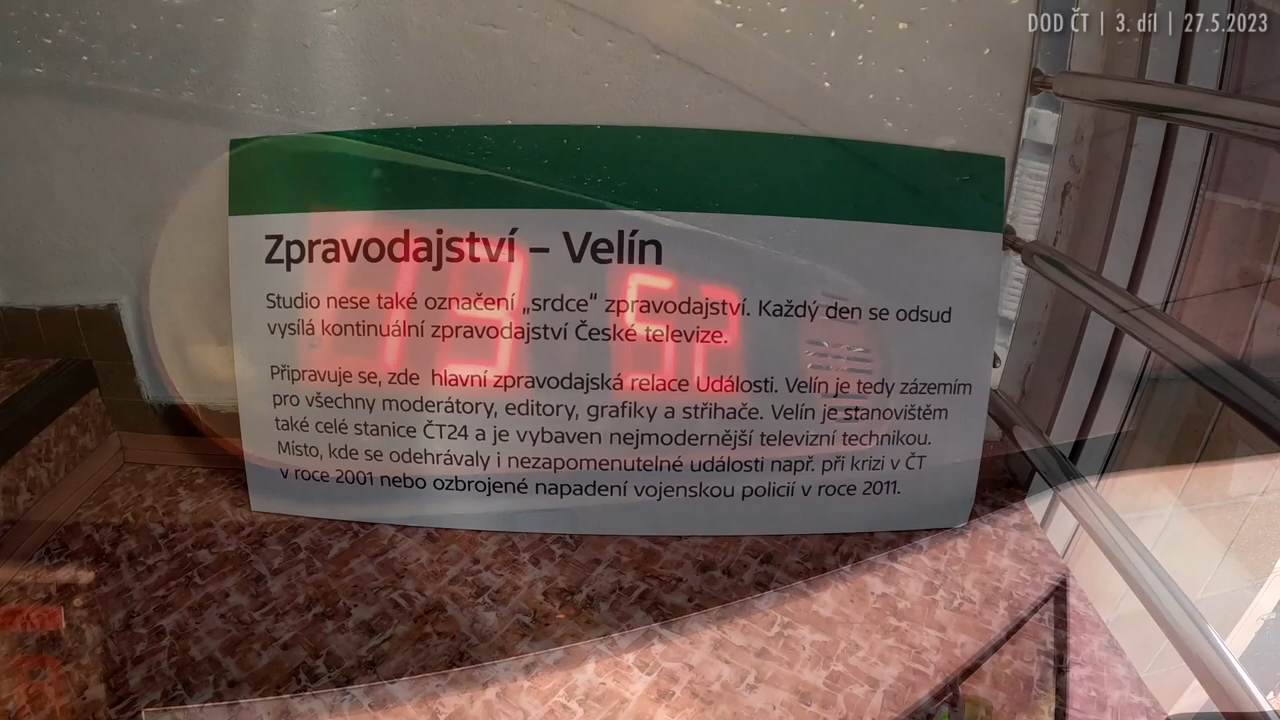 DOD ČT | 3. díl | 27.5.2023
Zpravodajství – Velín
Studio nese také označení „srdce“ zpravodajství. Každý den se odsud
vysílá kontinuální zpravodajství České televize.
Připravuje se, zde hlavní zpravodajská relace Události. Velín je tedy zázemím
pro všechny moderátory, editory, grafiky a střihače. Velín je stanovištěm
také celé stanice ČT24 a je vybaven nejmodernější televizní technikou.
Místo, kde se odehrávaly i nezapomenutelné události např. při krizi v ČT
v roce 2001 nebo ozbrojené napadení vojenskou policií v roce 2011.
13 52